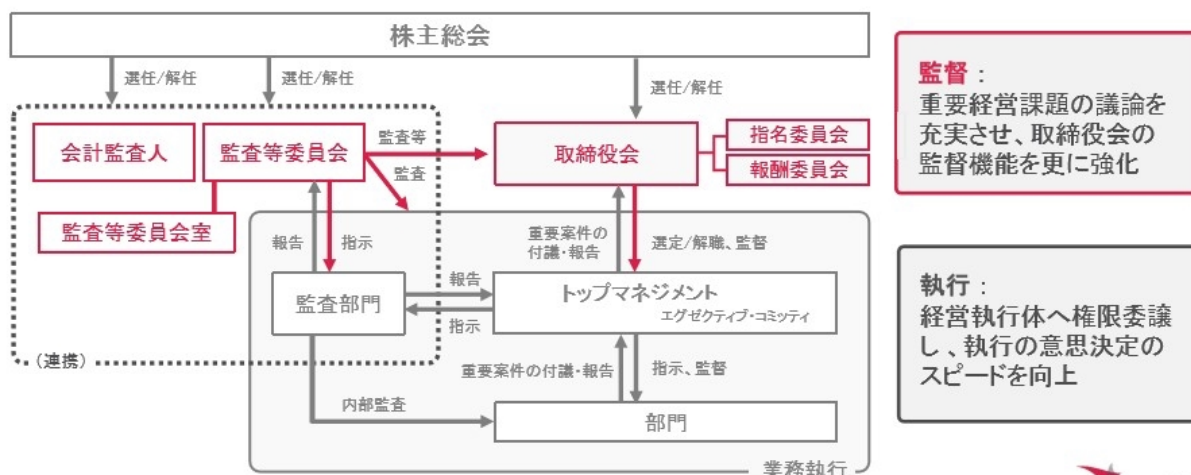 株主総会
選任/解任
選任/解任
選任/解任
会計監査人
監査等委員会
監査等
監査
取締役会
指名委員会
報酬委員会
監査等委員会室
報告
指示
重要案件の
付議・報告
選定/解職、監督
監査部門
報告
指示
トップマネジメント
エグゼクティブ・コミッティ
(連携)
重要案件の付議・報告
指示、監督
内部監査
部門
業務執行
監督：
重要経営課題の議論を
充実させ、取締役会の
監督機能を更に強化
執行：
経営執行体へ権限委譲
し、執行の意思決定の
スピードを向上